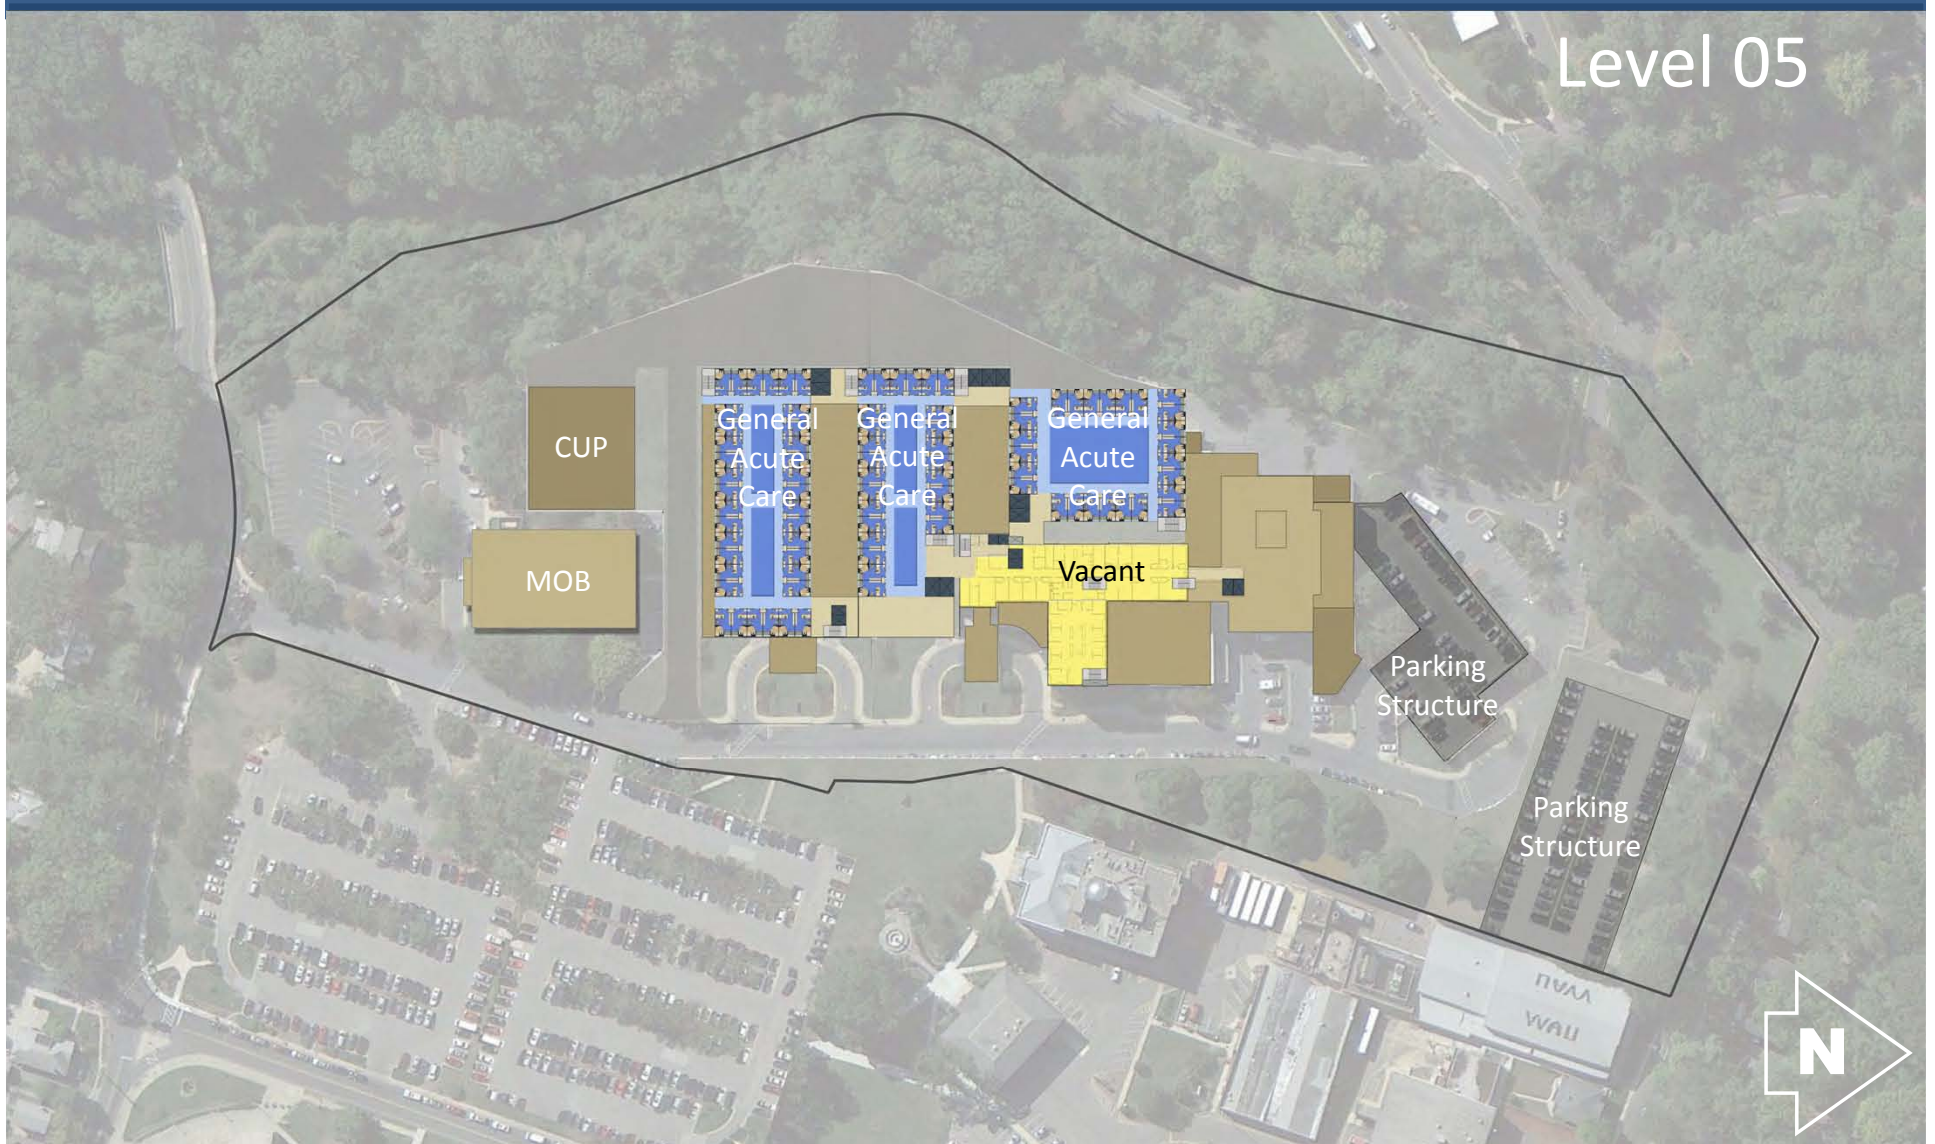 Level 05
General
Acute
Care
General
Acute
Care
General
Acute
Care
CUP
MOB
Vacant
Parking
Structure
Parking
Structure
N